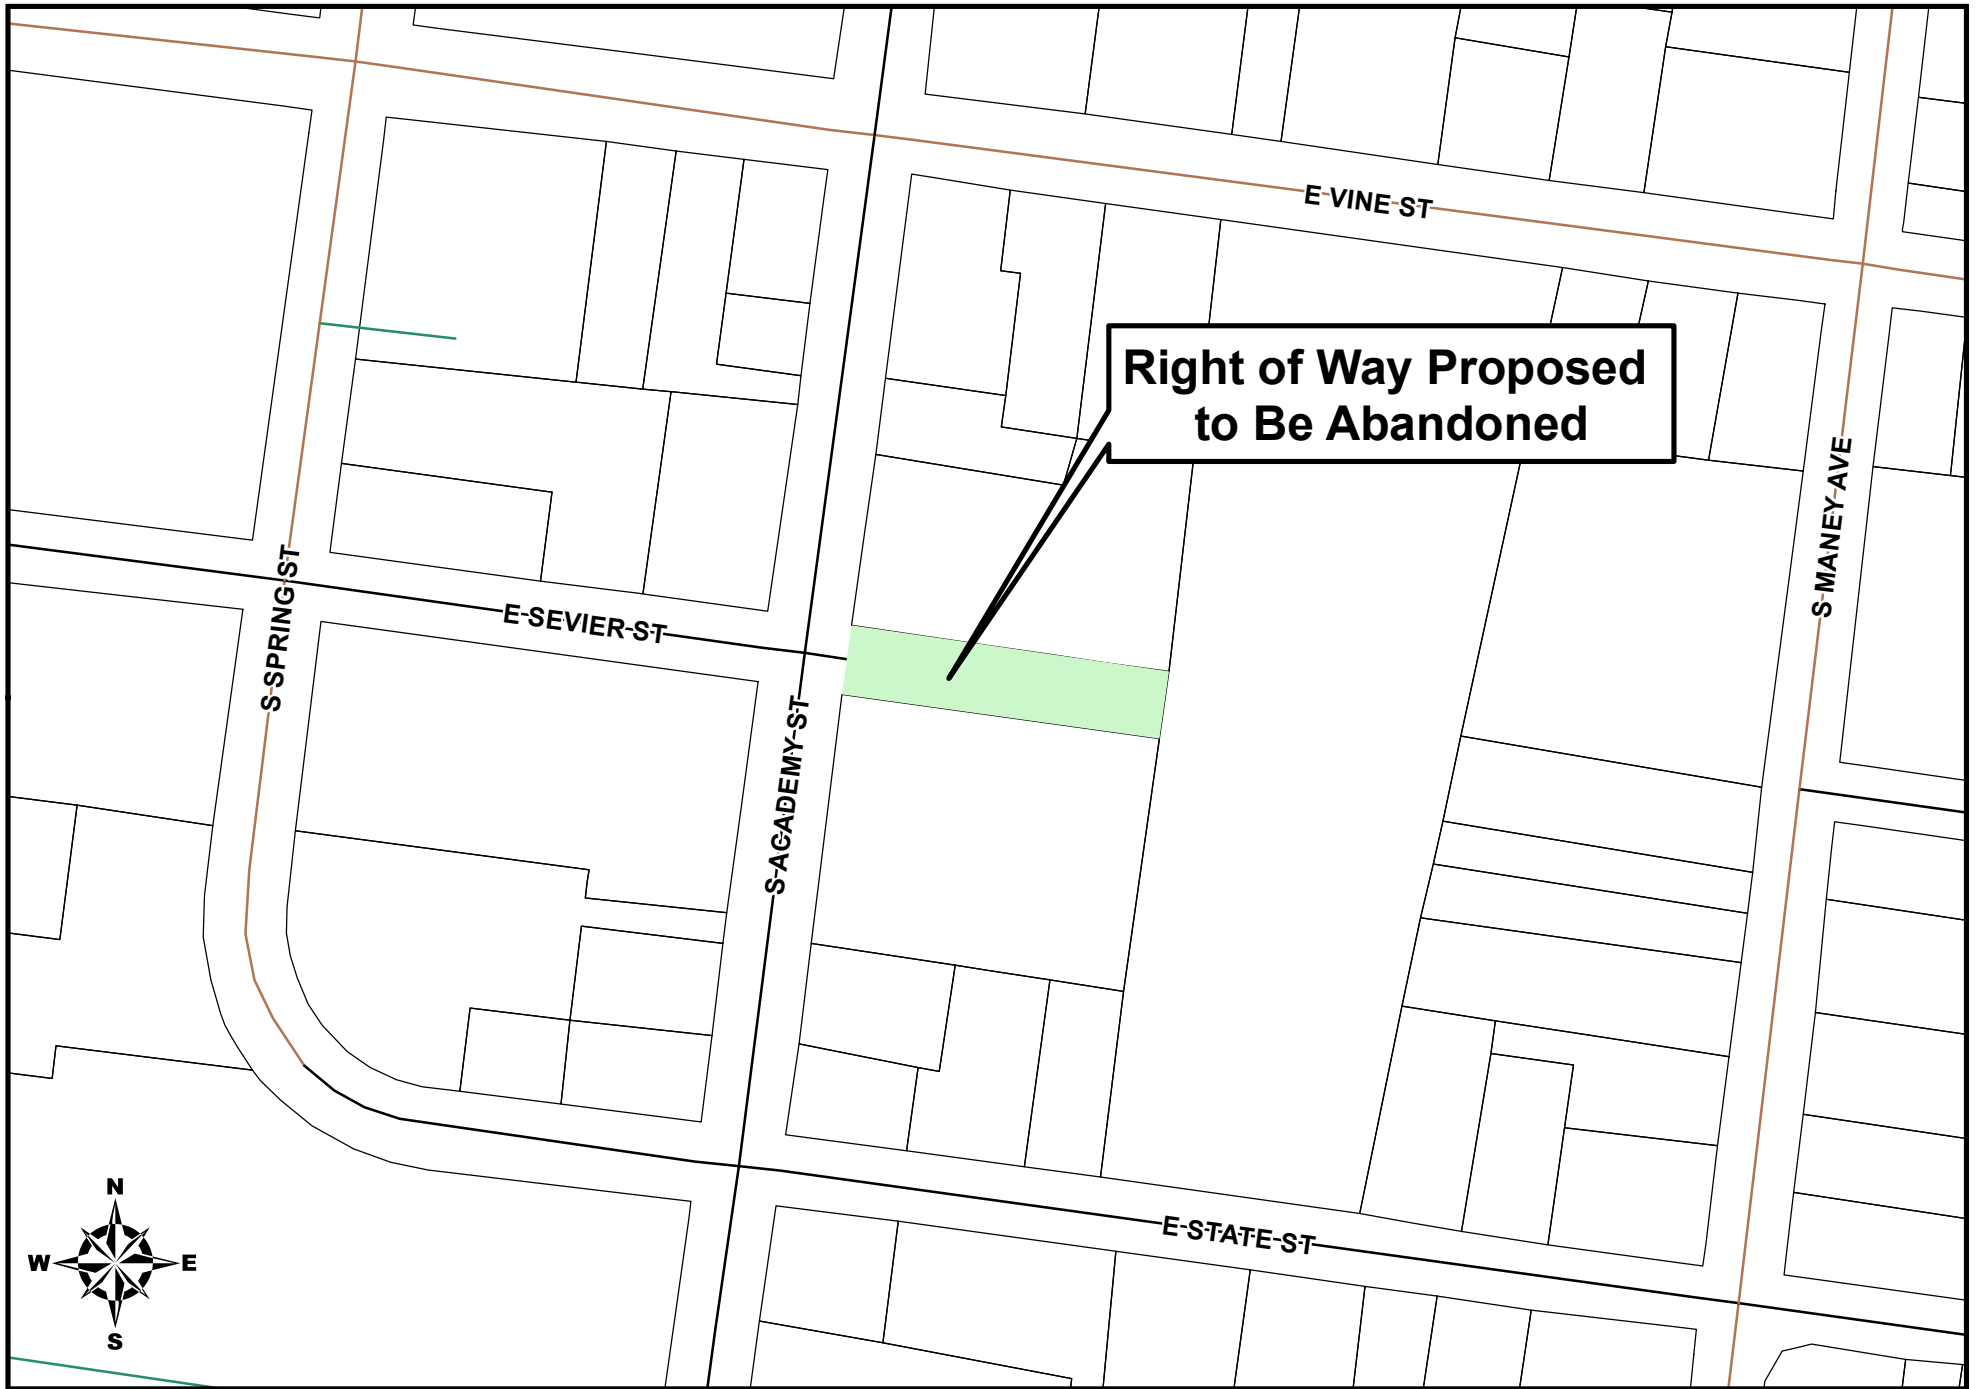 E VINE ST
Right of Way Proposed
to Be Abandoned
S MANEY AVE
S SPRING ST
E SEVIER ST
S ACADEMY ST
E STATE ST
N
W
E
S